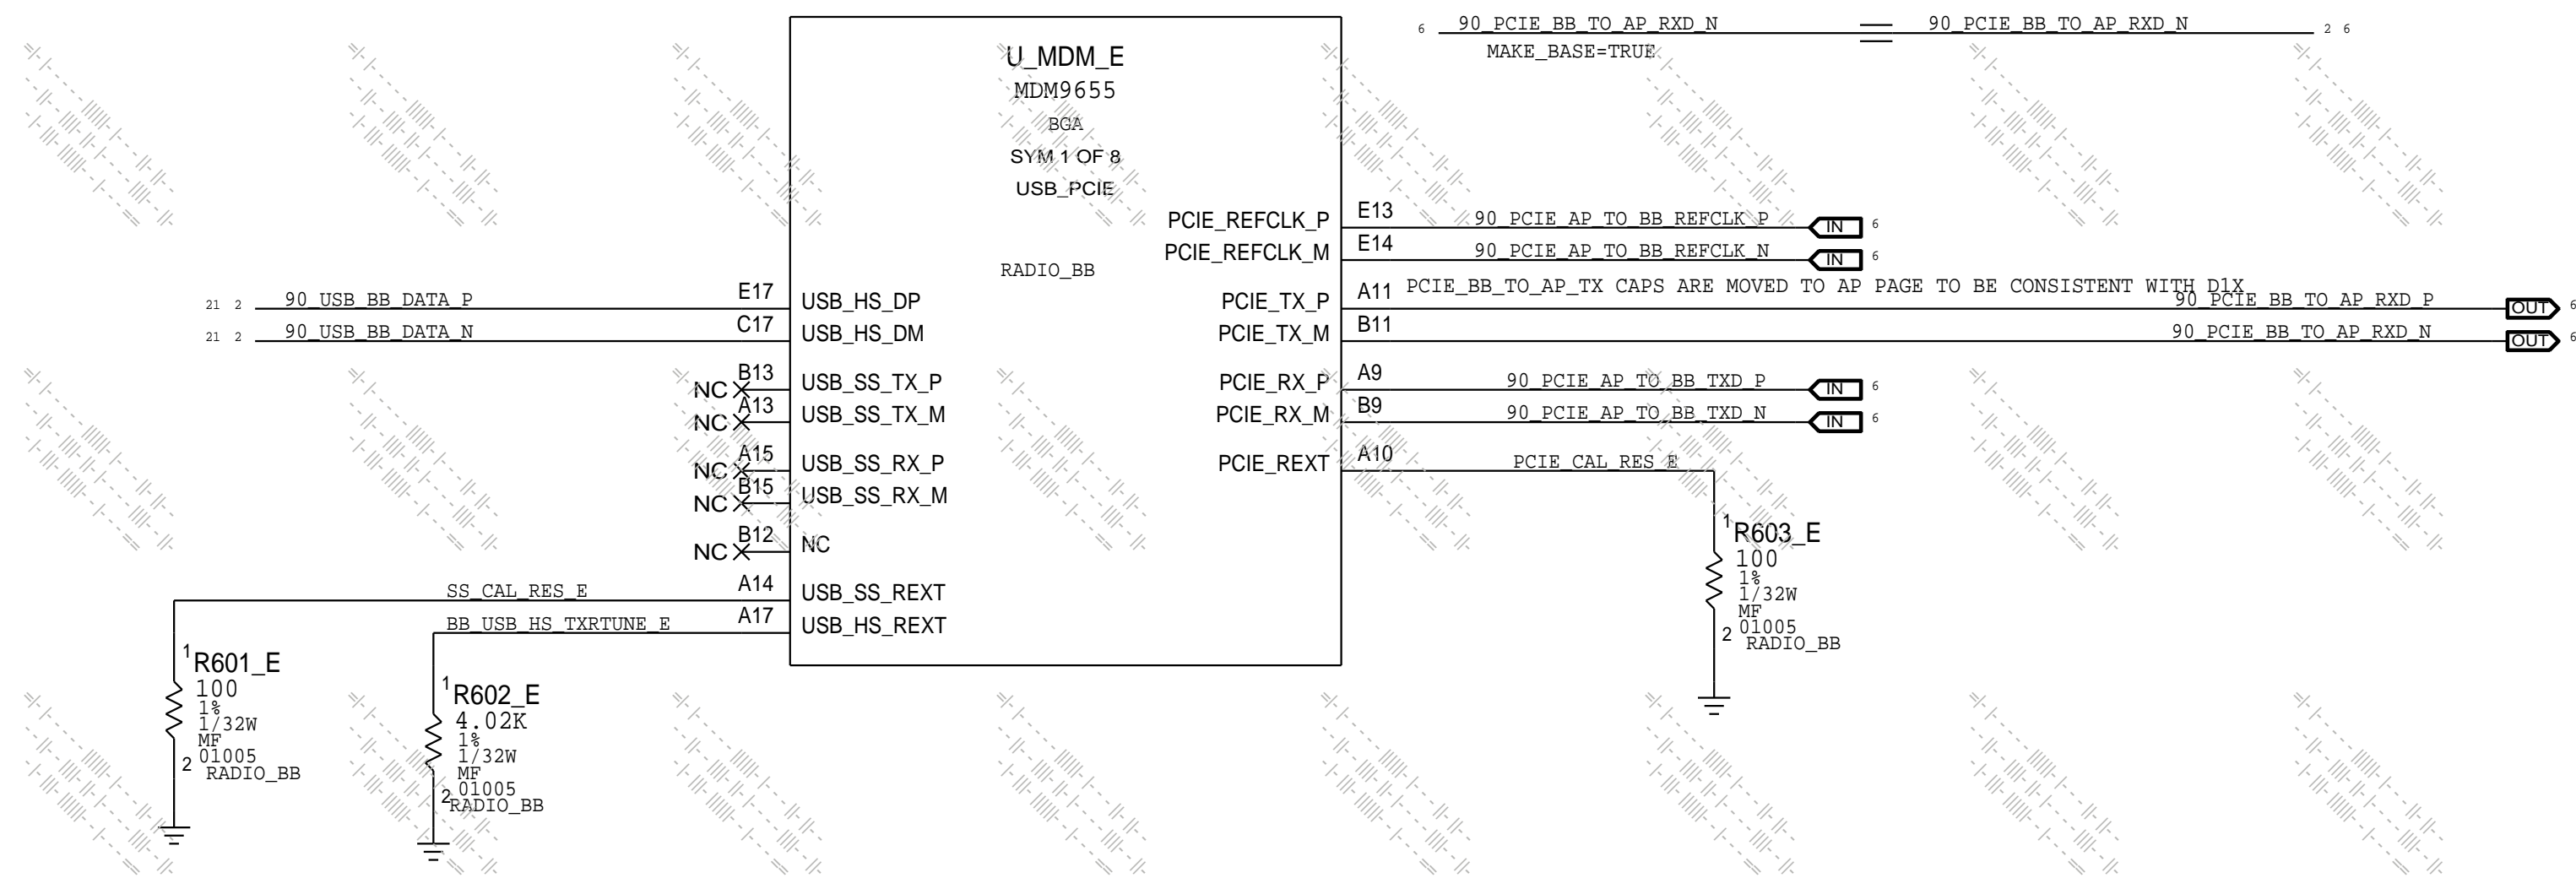 6 90_PCIE_BB_TO_AP_RXD_N 90_PCIE_BB_TO_AP_RXD_N 2 6
MAKE_BASE=TRUE
U_MDM_E
MDM9655
BGA
SYM 1 OF 8
USB_PCIE
RADIO_BB
PCIE_REFCLK_P E13 90_PCIE_AP_TO_BB_REFCLK_P IN 6
PCIE_REFCLK_M E14 90_PCIE_AP_TO_BB_REFCLK_N IN 6
PCIE_BB_TO_AP_TX CAPS ARE MOVED TO AP PAGE TO BE CONSISTENT WITH D1X
21 2 90_USB_BB_DATA_P E17 USB_HS_DP PCIE_TX_P A11 90_PCIE_BB_TO_AP_RXD_P OUT 6
21 2 90_USB_BB_DATA_N C17 USB_HS_DM PCIE_TX_M B11 90_PCIE_BB_TO_AP_RXD_N OUT 6
NC B13 USB_SS_TX_P PCIE_RX_P A9 90_PCIE_AP_TO_BB_TXD_P IN 6
NC A13 USB_SS_TX_M PCIE_RX_M B9 90_PCIE_AP_TO_BB_TXD_N IN 6
NC A15 USB_SS_RX_P PCIE_REXT A10 PCIE_CAL_RES_E
NC B15 USB_SS_RX_M
NC B12 NC
SS_CAL_RES_E A14 USB_SS_REXT
BB_USB_HS_TXRTUNE_E A17 USB_HS_REXT
1 R603_E
100
1%
1/32W
MF
2 01005
RADIO_BB
1 R601_E
100
1%
1/32W
MF
2 01005
RADIO_BB
1 R602_E
4.02K
1%
1/32W
MF
2 01005
RADIO_BB